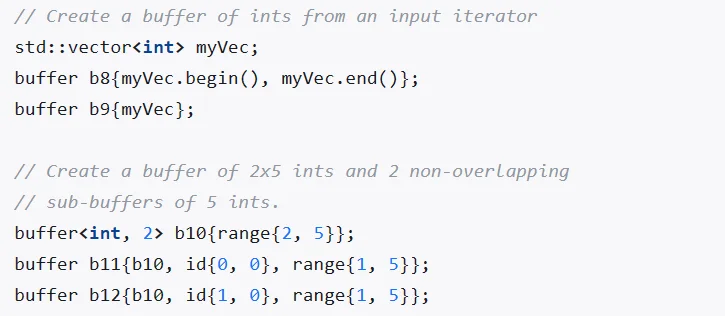 // Create a buffer of ints from an input iterator
std::vector<int> myVec;
buffer b8{myVec.begin(), myVec.end()};
buffer b9{myVec};
// Create a buffer of 2x5 ints and 2 non-overlapping
// sub-buffers of 5 ints.
buffer<int, 2> b10{range{2, 5}};
buffer b11{b10, id{0, 0}, range{1, 5}};
buffer b12{b10, id{1, 0}, range{1, 5}};